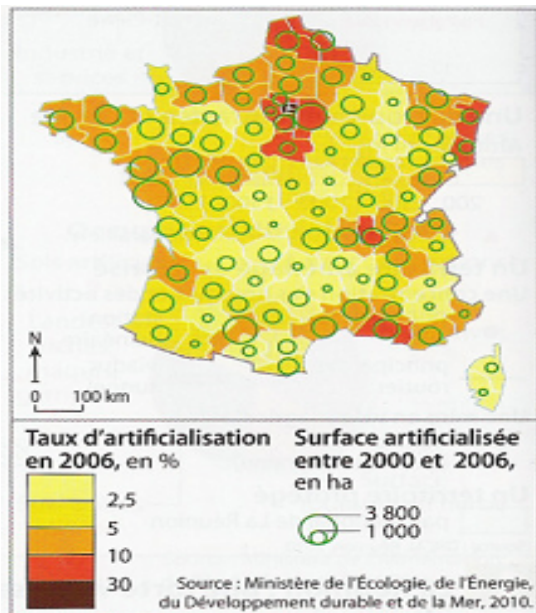 N
0 100 km
Taux d'artificialisation
en 2006, en %
2,5
5
10
30
Surface artificialisée
entre 2000 et 2006,
en ha
3 800
1 000
Source : Ministère de l'Écologie, de l'Énergie,
du Développement durable et de la Mer, 2010.